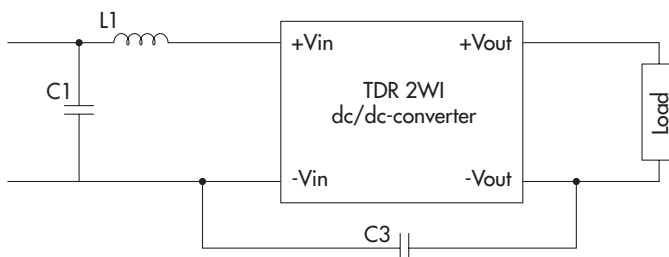 L1
+Vin
+Vout
C1
TDR 2WI
dc/dc-converter
Load
-Vin
-Vout
C3